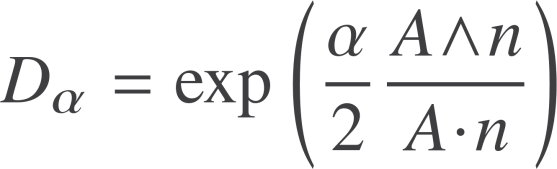 D_α = exp ( α/2 A∧n / A·n )